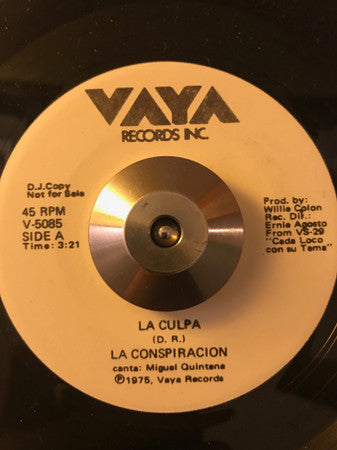 VAYA
RECORDS INC.
D.J.Copy
Not for Sale
45 RPM
V-5085
SIDE A
Time: 3:21
Prod. by:
Willie Colon
Rec. Dir.:
Ernie Agosto
From VS-29
"Cada Loco
con su Tema"
LA CULPA
(D. R.)
LA CONSPIRACION
canta: Miguel Quintana
Ⓟ1975, Vaya Records